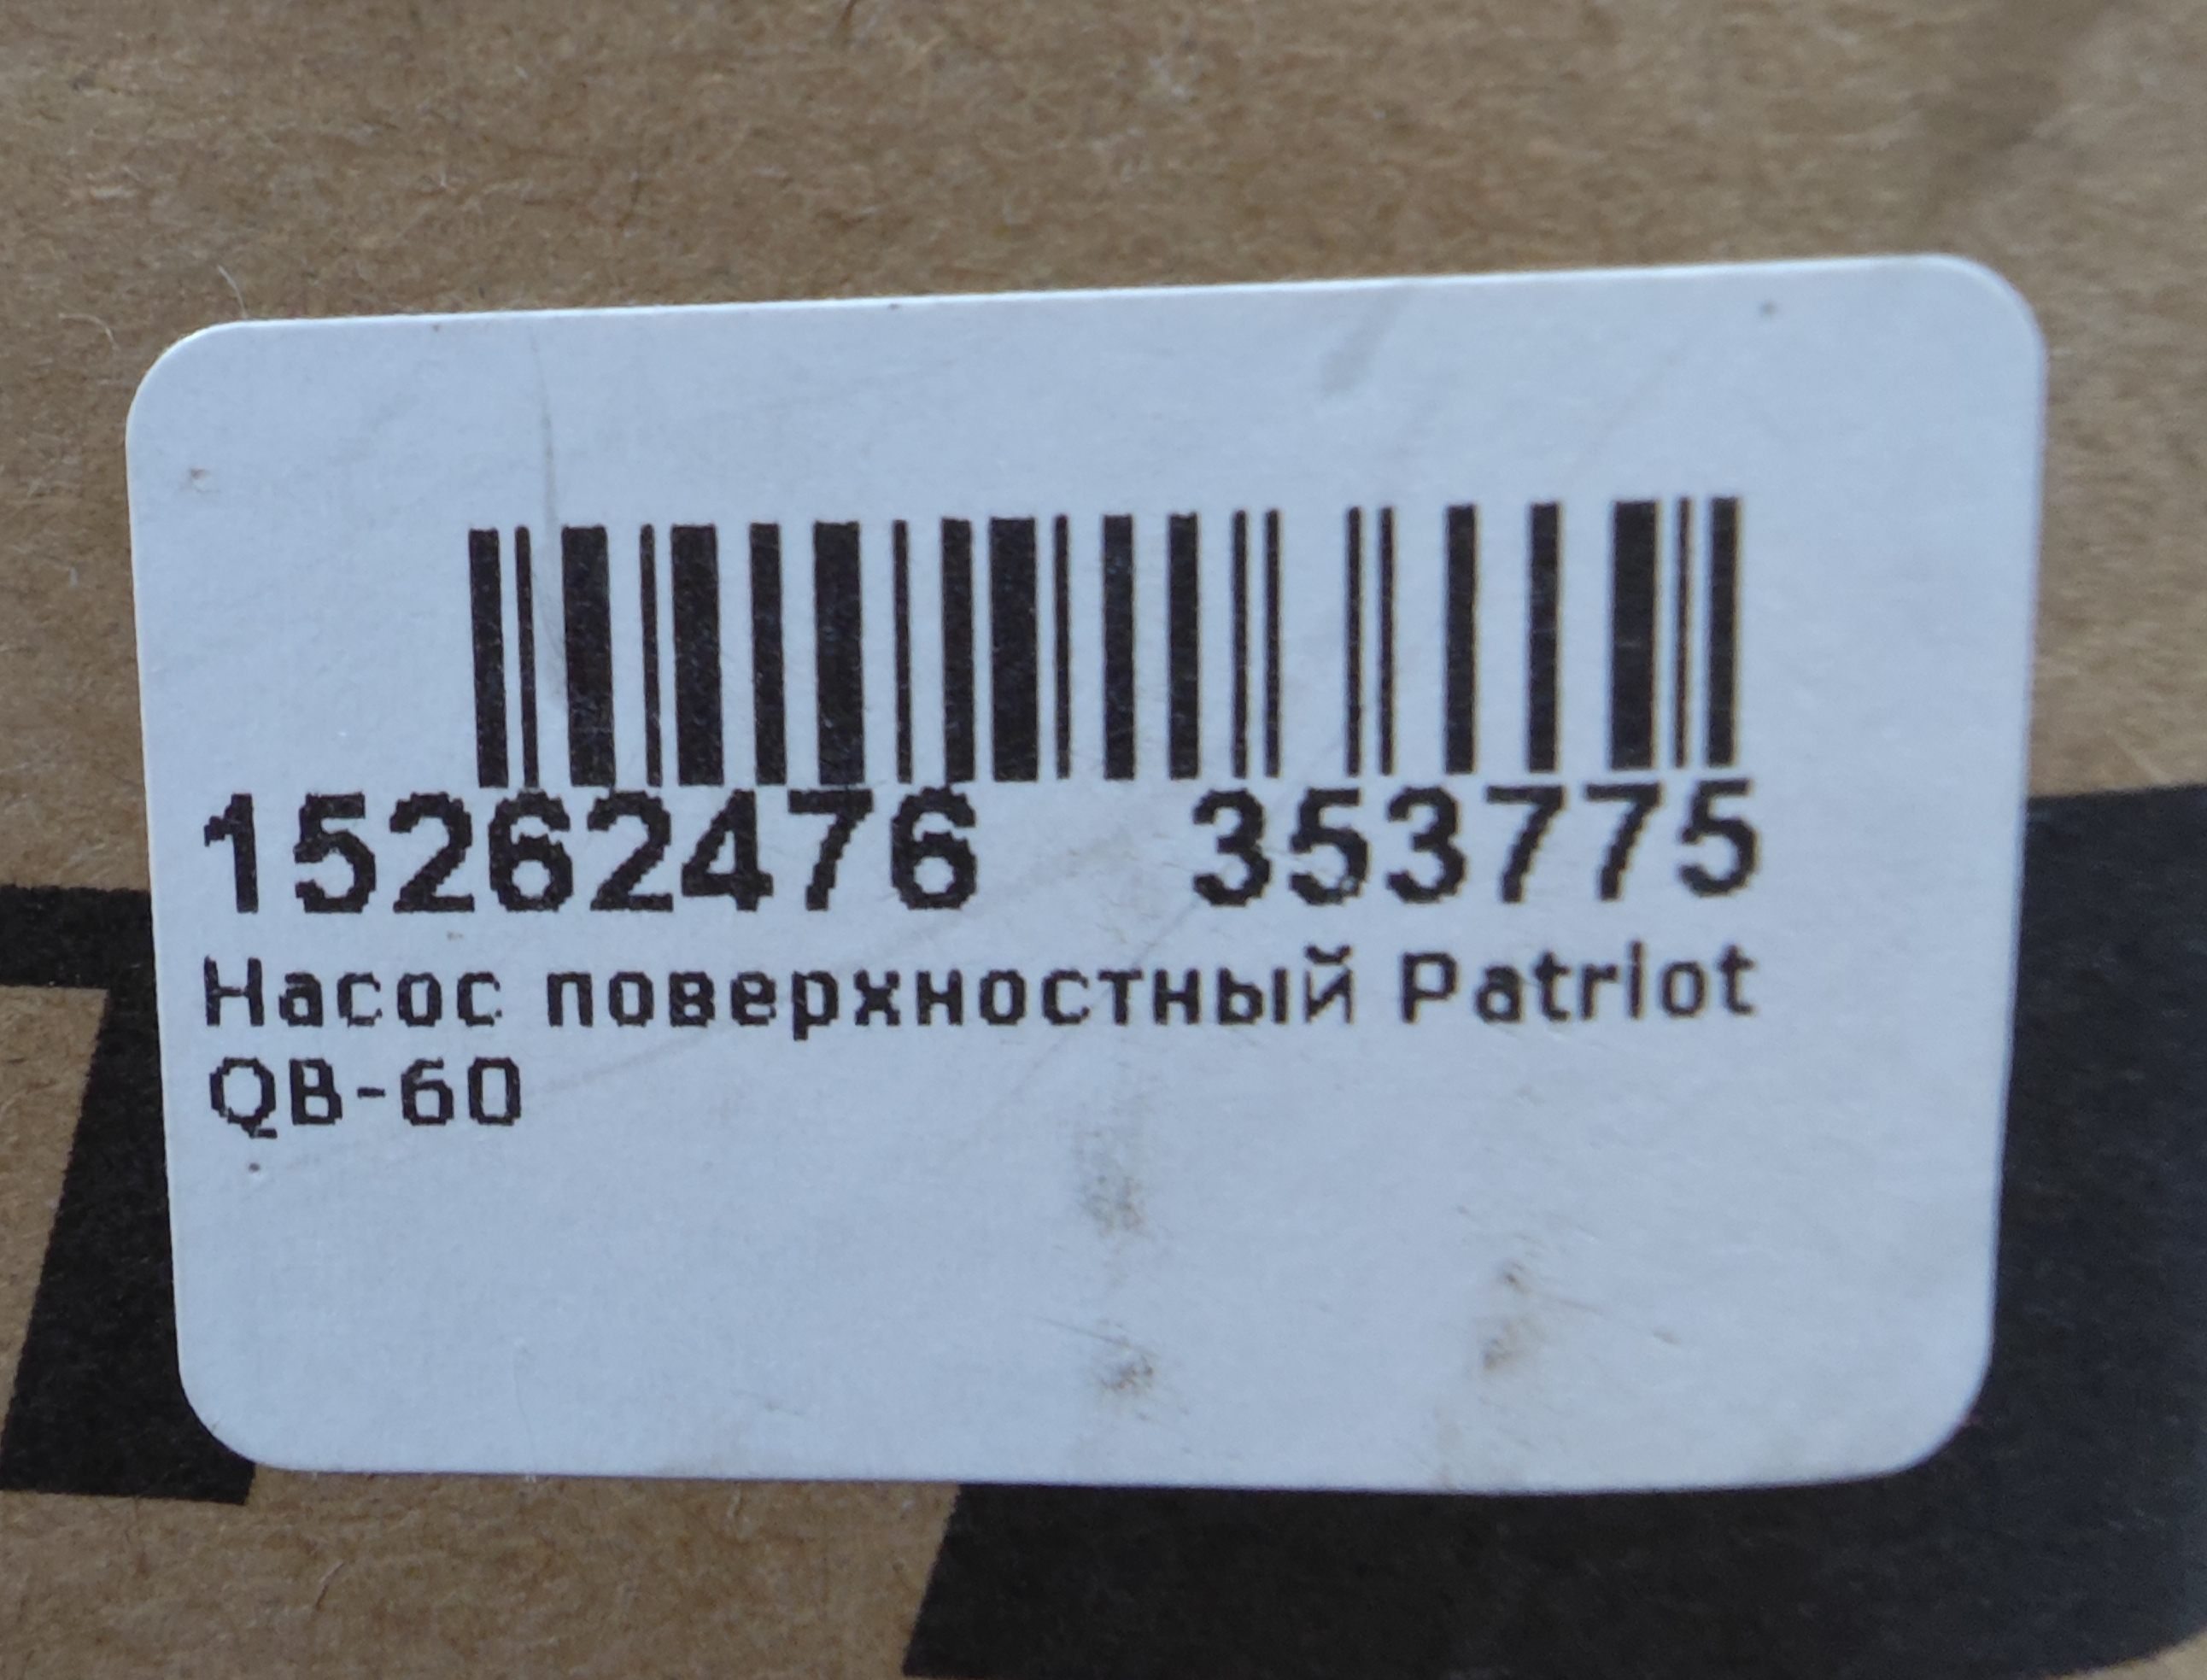 15262476 353775
Насос поверхностный Patriot
QB-60